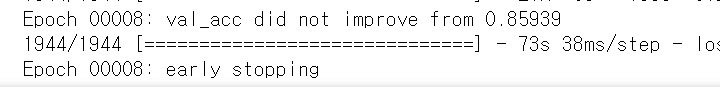 Epoch 00008: val_acc did not improve from 0.85939
1944/1944 [==============================] - 73s 38ms/step - los
Epoch 00008: early stopping